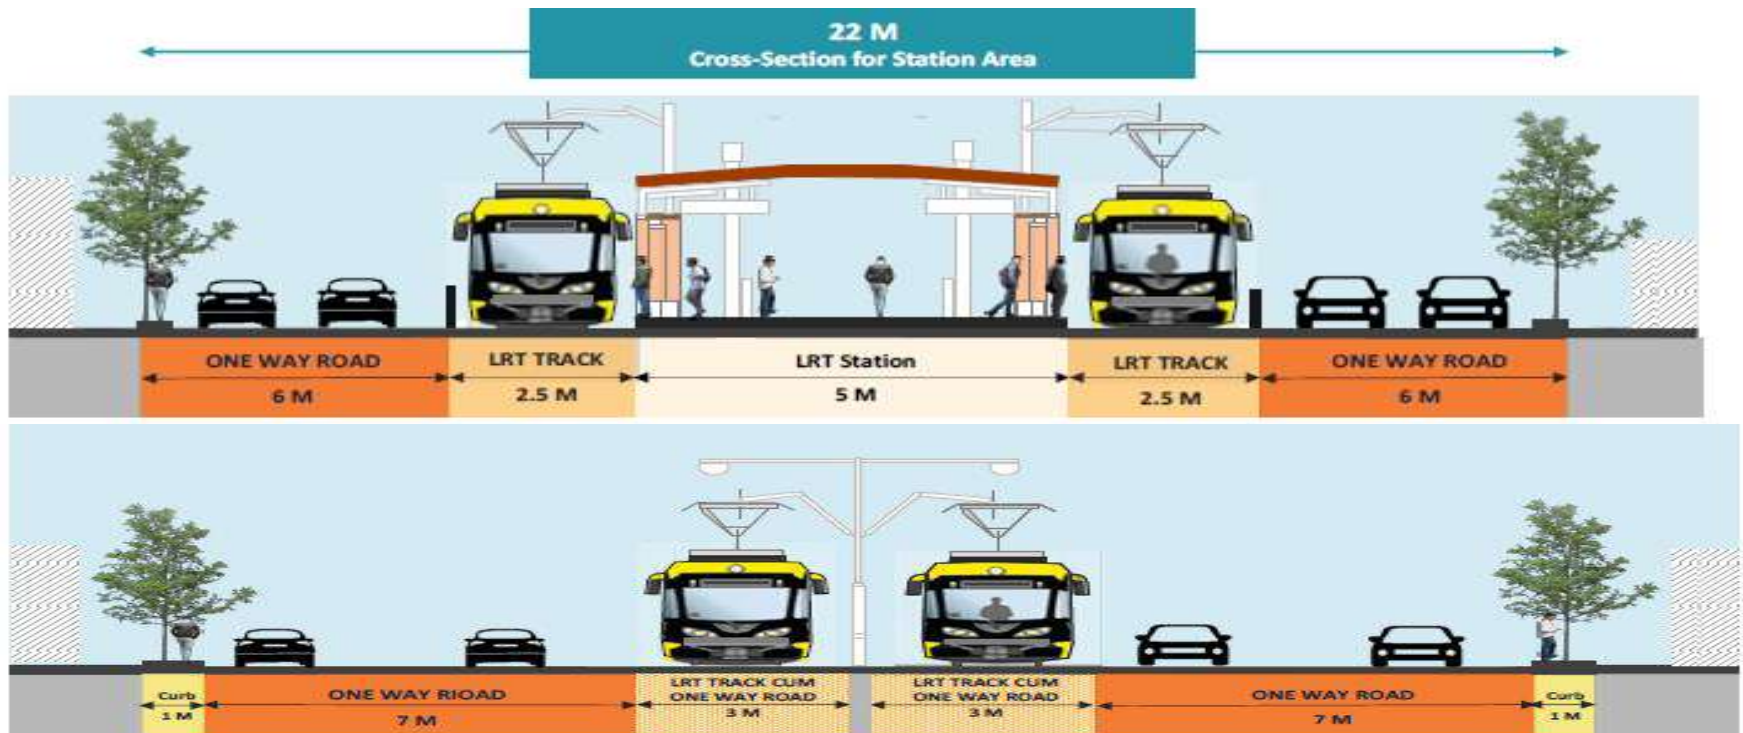 22 M
Cross-Section for Station Area
ONE WAY ROAD
6 M
LRT TRACK
2.5 M
LRT Station
5 M
LRT TRACK
2.5 M
ONE WAY ROAD
6 M
Curb
1 M
ONE WAY RIOAD
7 M
LRT TRACK CUM
ONE WAY ROAD
3 M
LRT TRACK CUM
ONE WAY ROAD
3 M
ONE WAY ROAD
7 M
Curb
1 M